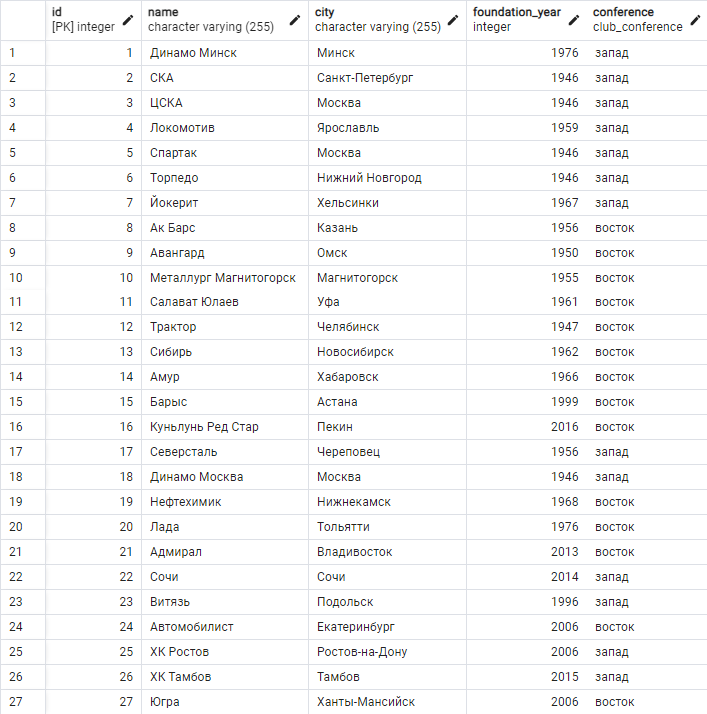 id name city foundation_year conference
[PK] integer character varying (255) character varying (255) integer club_conference
1 1 Динамо Минск Минск 1976 запад
2 2 СКА Санкт-Петербург 1946 запад
3 3 ЦСКА Москва 1946 запад
4 4 Локомотив Ярославль 1959 запад
5 5 Спартак Москва 1946 запад
6 6 Торпедо Нижний Новгород 1946 запад
7 7 Йокерит Хельсинки 1967 запад
8 8 Ак Барс Казань 1956 восток
9 9 Авангард Омск 1950 восток
10 10 Металлург Магнитогорск Магнитогорск 1955 восток
11 11 Салават Юлаев Уфа 1961 восток
12 12 Трактор Челябинск 1947 восток
13 13 Сибирь Новосибирск 1962 восток
14 14 Амур Хабаровск 1966 восток
15 15 Барыс Астана 1999 восток
16 16 Куньлунь Ред Стар Пекин 2016 восток
17 17 Северсталь Череповец 1956 запад
18 18 Динамо Москва Москва 1946 запад
19 19 Нефтехимик Нижнекамск 1968 восток
20 20 Лада Тольятти 1976 восток
21 21 Адмирал Владивосток 2013 восток
22 22 Сочи Сочи 2014 запад
23 23 Витязь Подольск 1996 запад
24 24 Автомобилист Екатеринбург 2006 восток
25 25 ХК Ростов Ростов-на-Дону 2006 запад
26 26 ХК Тамбов Тамбов 2015 запад
27 27 Югра Ханты-Мансийск 2006 восток